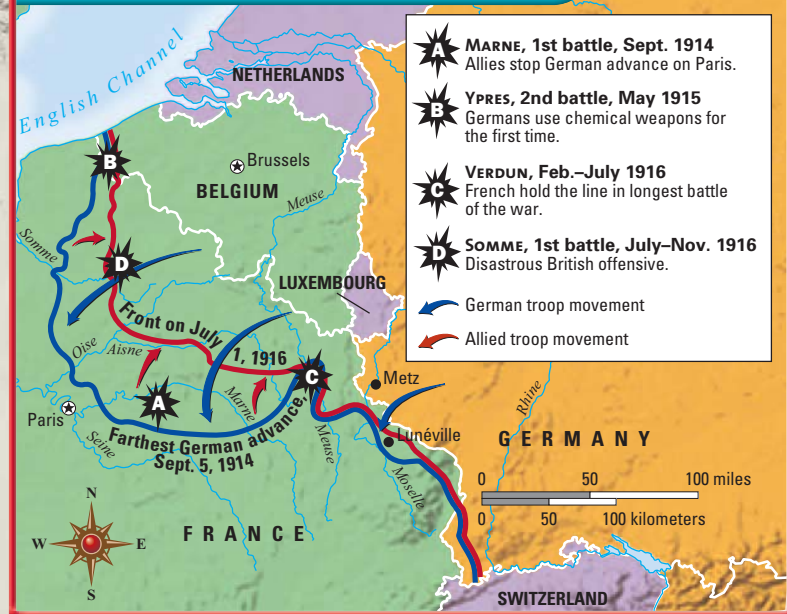 English Channel
NETHERLANDS
B
Brussels
BELGIUM
Meuse
Somme
D
LUXEMBOURG
Front on July
1, 1916
Oise
Aisne
C
Metz
Paris
A
Marne
Rhine
Farthest German advance,
Sept. 5, 1914
Seine
Meuse
Lunéville
Moselle
GERMANY
FRANCE
N
W
E
S
SWITZERLAND
0 50 100 miles
0 50 100 kilometers
A
MARNE, 1st battle, Sept. 1914
Allies stop German advance on Paris.
B
YPRES, 2nd battle, May 1915
Germans use chemical weapons for
the first time.
C
VERDUN, Feb.–July 1916
French hold the line in longest battle
of the war.
D
SOMME, 1st battle, July–Nov. 1916
Disastrous British offensive.
German troop movement
Allied troop movement